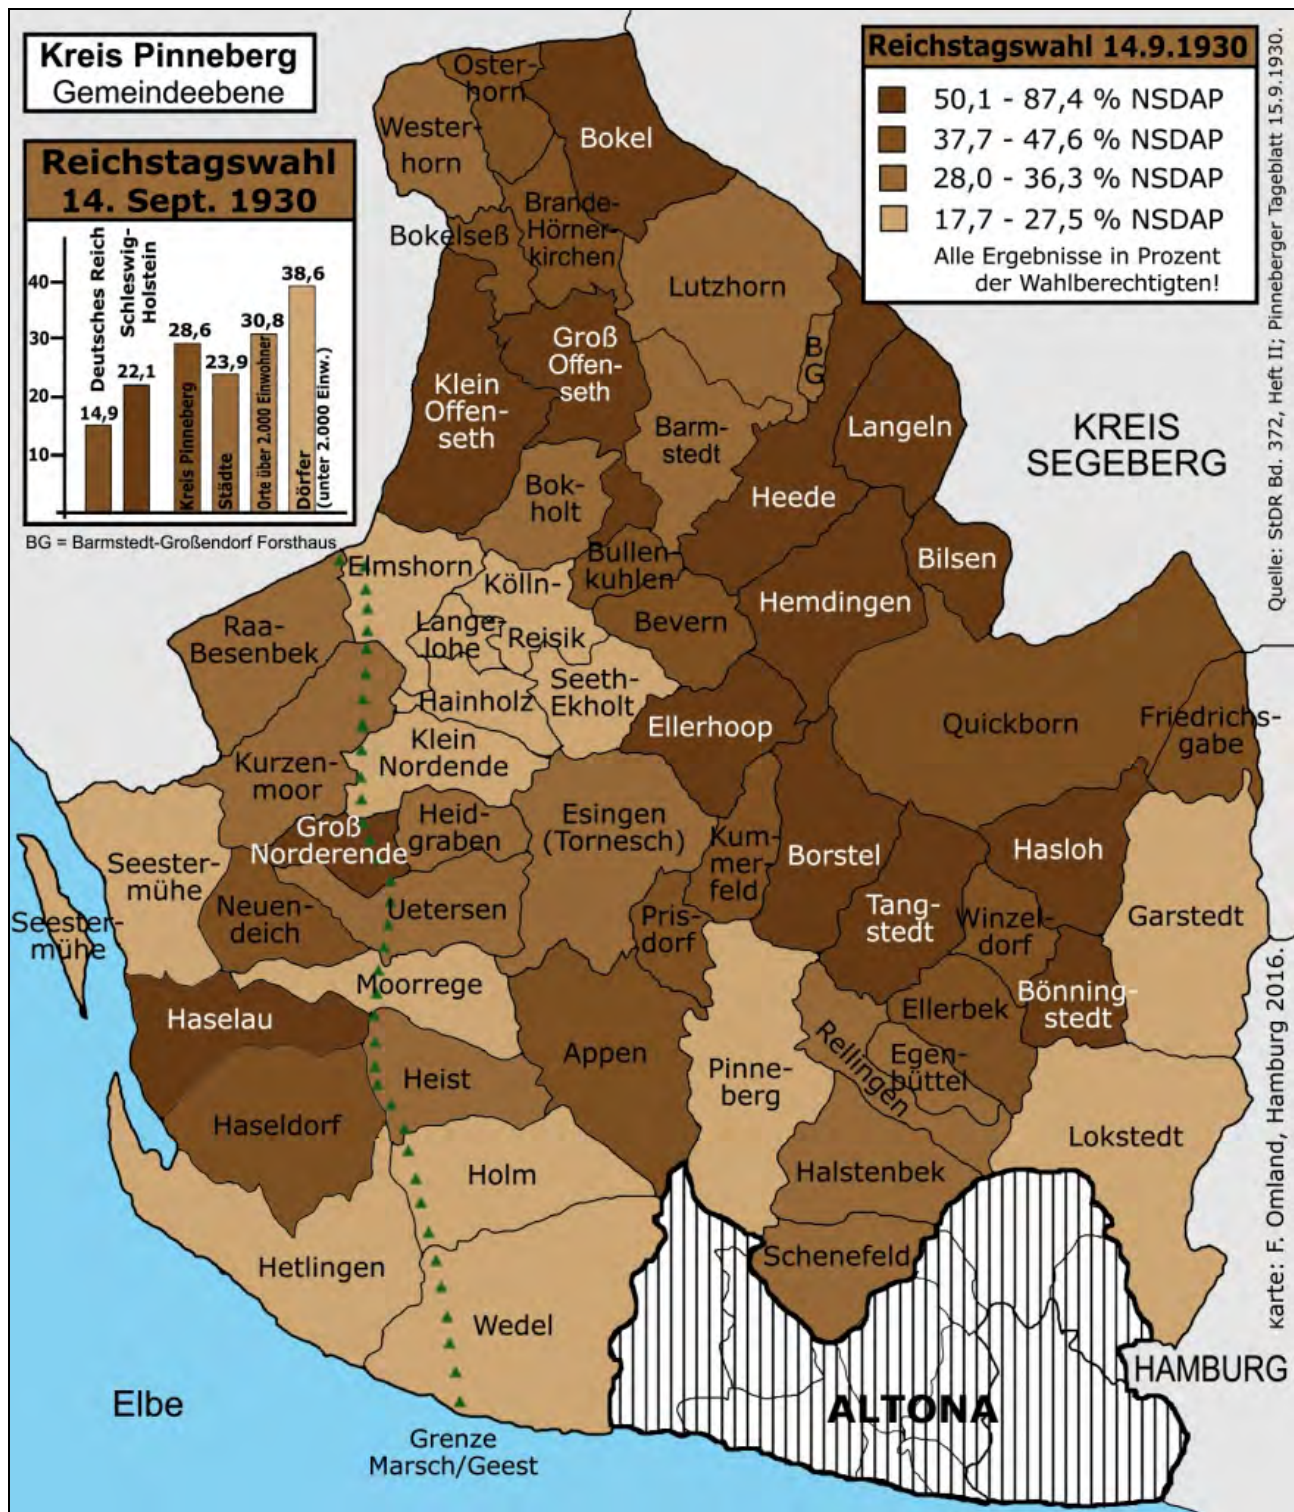 Kreis Pinneberg
Gemeindeebene
Reichstagswahl
14. Sept. 1930
40
30
20
10
Deutsches Reich
14,9
Schleswig-
Holstein
22,1
28,6
Kreis Pinneberg
23,9
Städte
30,8
Orte über 2.000 Einwohner
38,6
Dörfer
(unter 2.000 Einw.)
BG = Barmstedt-Großendorf Forsthaus
Reichstagswahl 14.9.1930
50,1 - 87,4 % NSDAP
37,7 - 47,6 % NSDAP
28,0 - 36,3 % NSDAP
17,7 - 27,5 % NSDAP
Alle Ergebnisse in Prozent
der Wahlberechtigten!
Quelle: StDR Bd. 372, Heft II; Pinneberger Tageblatt 15.9.1930.
Karte: F. Omland, Hamburg 2016.
Oster-
horn
Wester-
horn
Bokel
Brande-
Hörner-
kirchen
Bokelseß
Lutzhorn
Groß
Offen-
seth
B
G
Klein
Offen-
seth
Barm-
stedt
Langeln
KREIS
SEGEBERG
Bok-
holt
Heede
Bullen-
kuhlen
Bilsen
Elmshorn
Kölln-
Reisik
Hemdingen
Raa-
Besenbek
Lange-
lohe
Bevern
Hainholz
Seeth-
Ekholt
Ellerhoop
Quickborn
Friedrichs-
gabe
Klein
Nordende
Kurzen-
moor
Groß
Norderende
Heid-
graben
Esingen
(Tornesch)
Kum-
mer-
feld
Borstel
Hasloh
Seester-
mühe
Seester-
mühe
Neuen-
deich
Uetersen
Pris-
dorf
Tang-
stedt
Winzel-
dorf
Garstedt
Moorrege
Haselau
Ellerbek
Bönning-
stedt
Heist
Appen
Pinne-
berg
Rellingen
Egen-
büttel
Haseldorf
Lokstedt
Holm
Halstenbek
Hetlingen
Schenefeld
Wedel
HAMBURG
Elbe
ALTONA
Grenze
Marsch/Geest